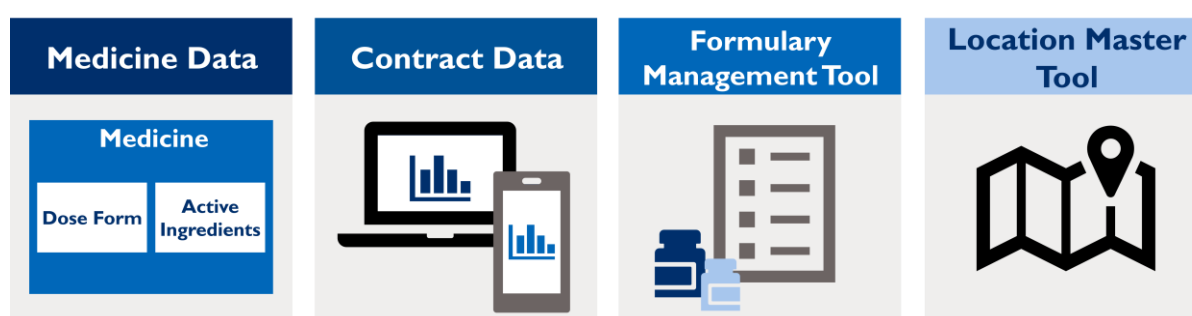 Medicine Data
Contract Data
Formulary
Management Tool
Location Master
Tool
Medicine
Dose Form
Active
Ingredients